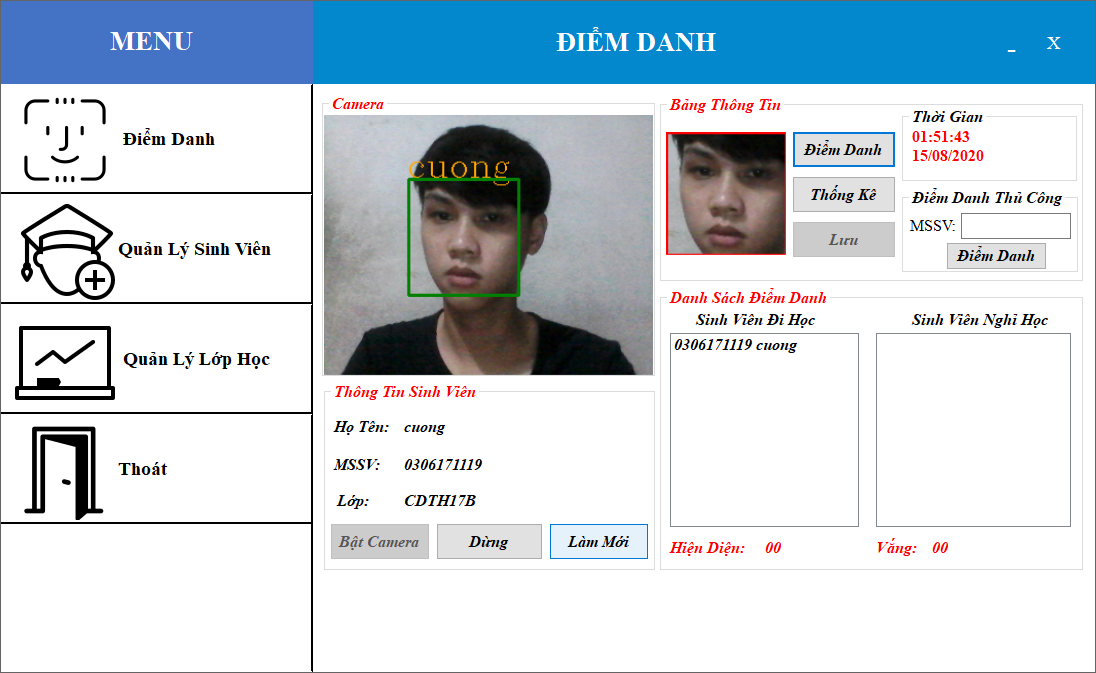 MENU
ĐIỂM DANH
_ X
Điểm Danh
Quản Lý Sinh Viên
Quản Lý Lớp Học
Thoát
Camera
cuong
Thông Tin Sinh Viên
Họ Tên: cuong
MSSV: 0306171119
Lớp: CDTH17B
Bật Camera Dừng Làm Mới
Bảng Thông Tin
Điểm Danh
Thống Kê
Lưu
Thời Gian
01:51:43
15/08/2020
Điểm Danh Thủ Công
MSSV:
Điểm Danh
Danh Sách Điểm Danh
Sinh Viên Đi Học Sinh Viên Nghỉ Học
0306171119 cuong
Hiện Diện: 00 Vắng: 00